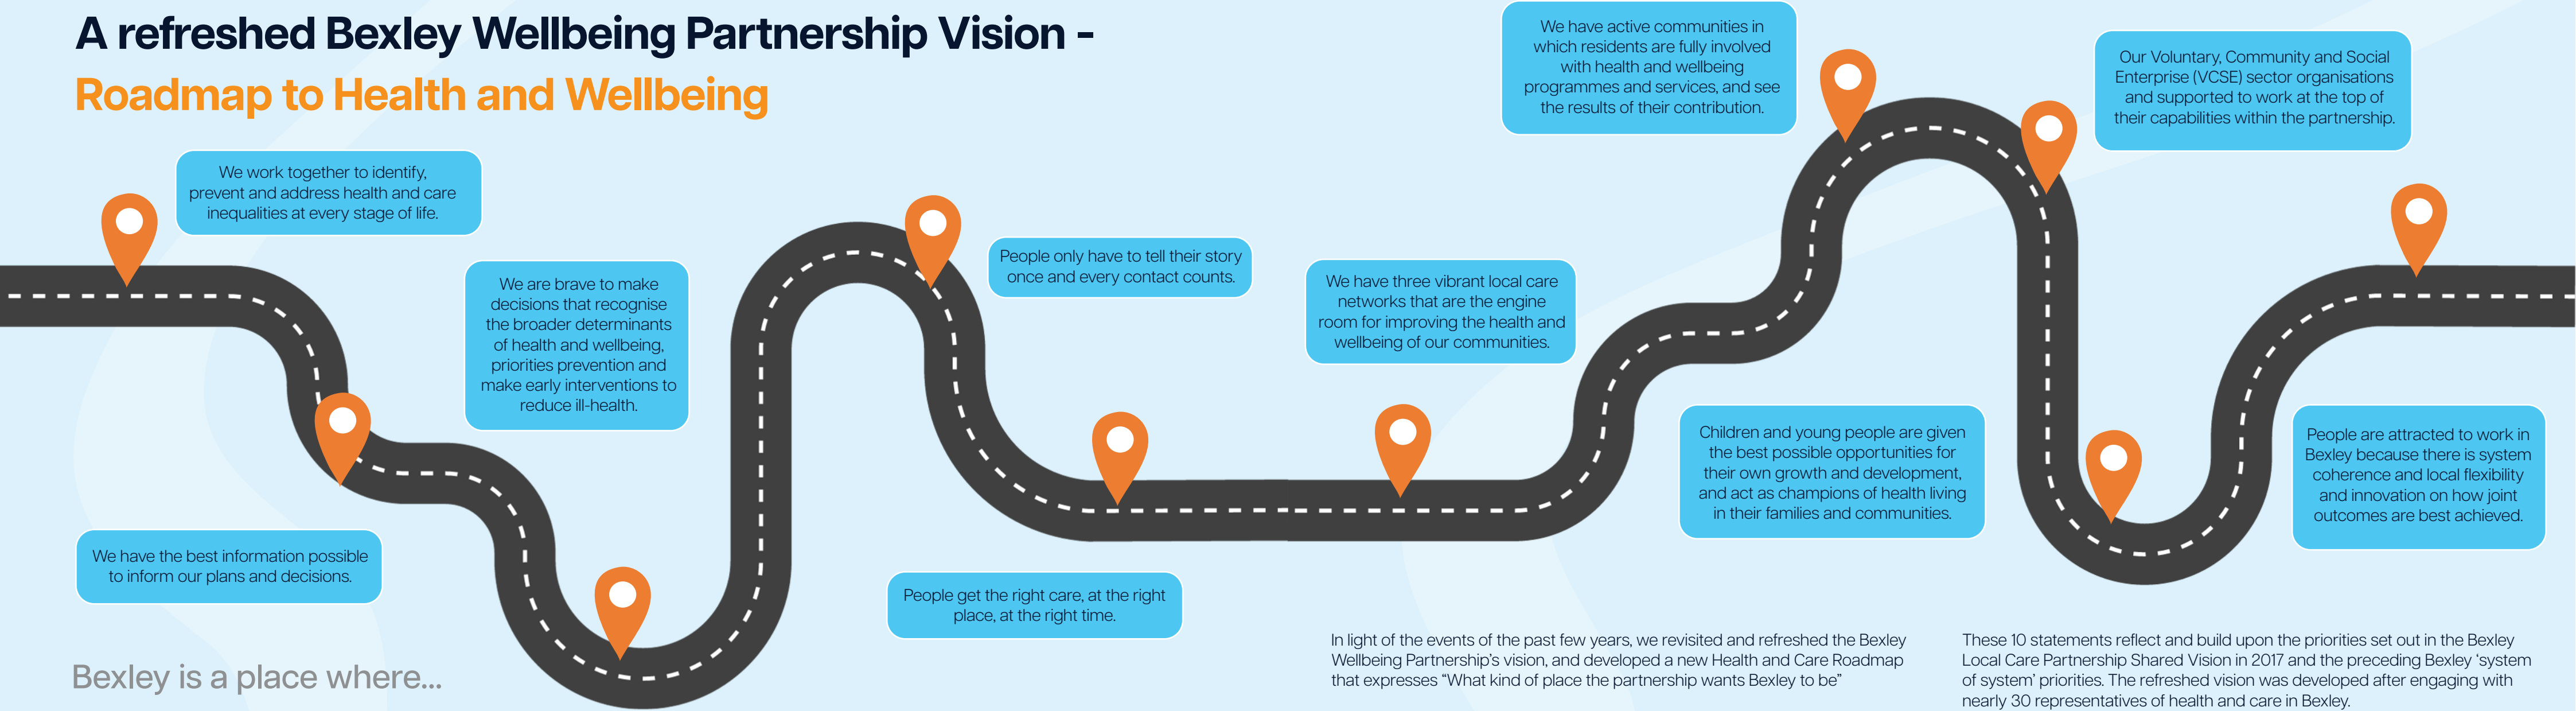 A refreshed Bexley Wellbeing Partnership Vision -
Roadmap to Health and Wellbeing
We work together to identify,
prevent and address health and care
inequalities at every stage of life.
We have the best information possible
to inform our plans and decisions.
We are brave to make
decisions that recognise
the broader determinants
of health and wellbeing,
priorities prevention and
make early interventions to
reduce ill-health.
People only have to tell their story
once and every contact counts.
People get the right care, at the right
place, at the right time.
We have three vibrant local care
networks that are the engine
room for improving the health and
wellbeing of our communities.
We have active communities in
which residents are fully involved
with health and wellbeing
programmes and services, and see
the results of their contribution.
Our Voluntary, Community and Social
Enterprise (VCSE) sector organisations
and supported to work at the top of
their capabilities within the partnership.
Children and young people are given
the best possible opportunities for
their own growth and development,
and act as champions of health living
in their families and communities.
People are attracted to work in
Bexley because there is system
coherence and local flexibility
and innovation on how joint
outcomes are best achieved.
Bexley is a place where...
In light of the events of the past few years, we revisited and refreshed the Bexley
Wellbeing Partnership's vision, and developed a new Health and Care Roadmap
that expresses “What kind of place the partnership wants Bexley to be”
These 10 statements reflect and build upon the priorities set out in the Bexley
Local Care Partnership Shared Vision in 2017 and the preceding Bexley ‘system
of system’ priorities. The refreshed vision was developed after engaging with
nearly 30 representatives of health and care in Bexley.